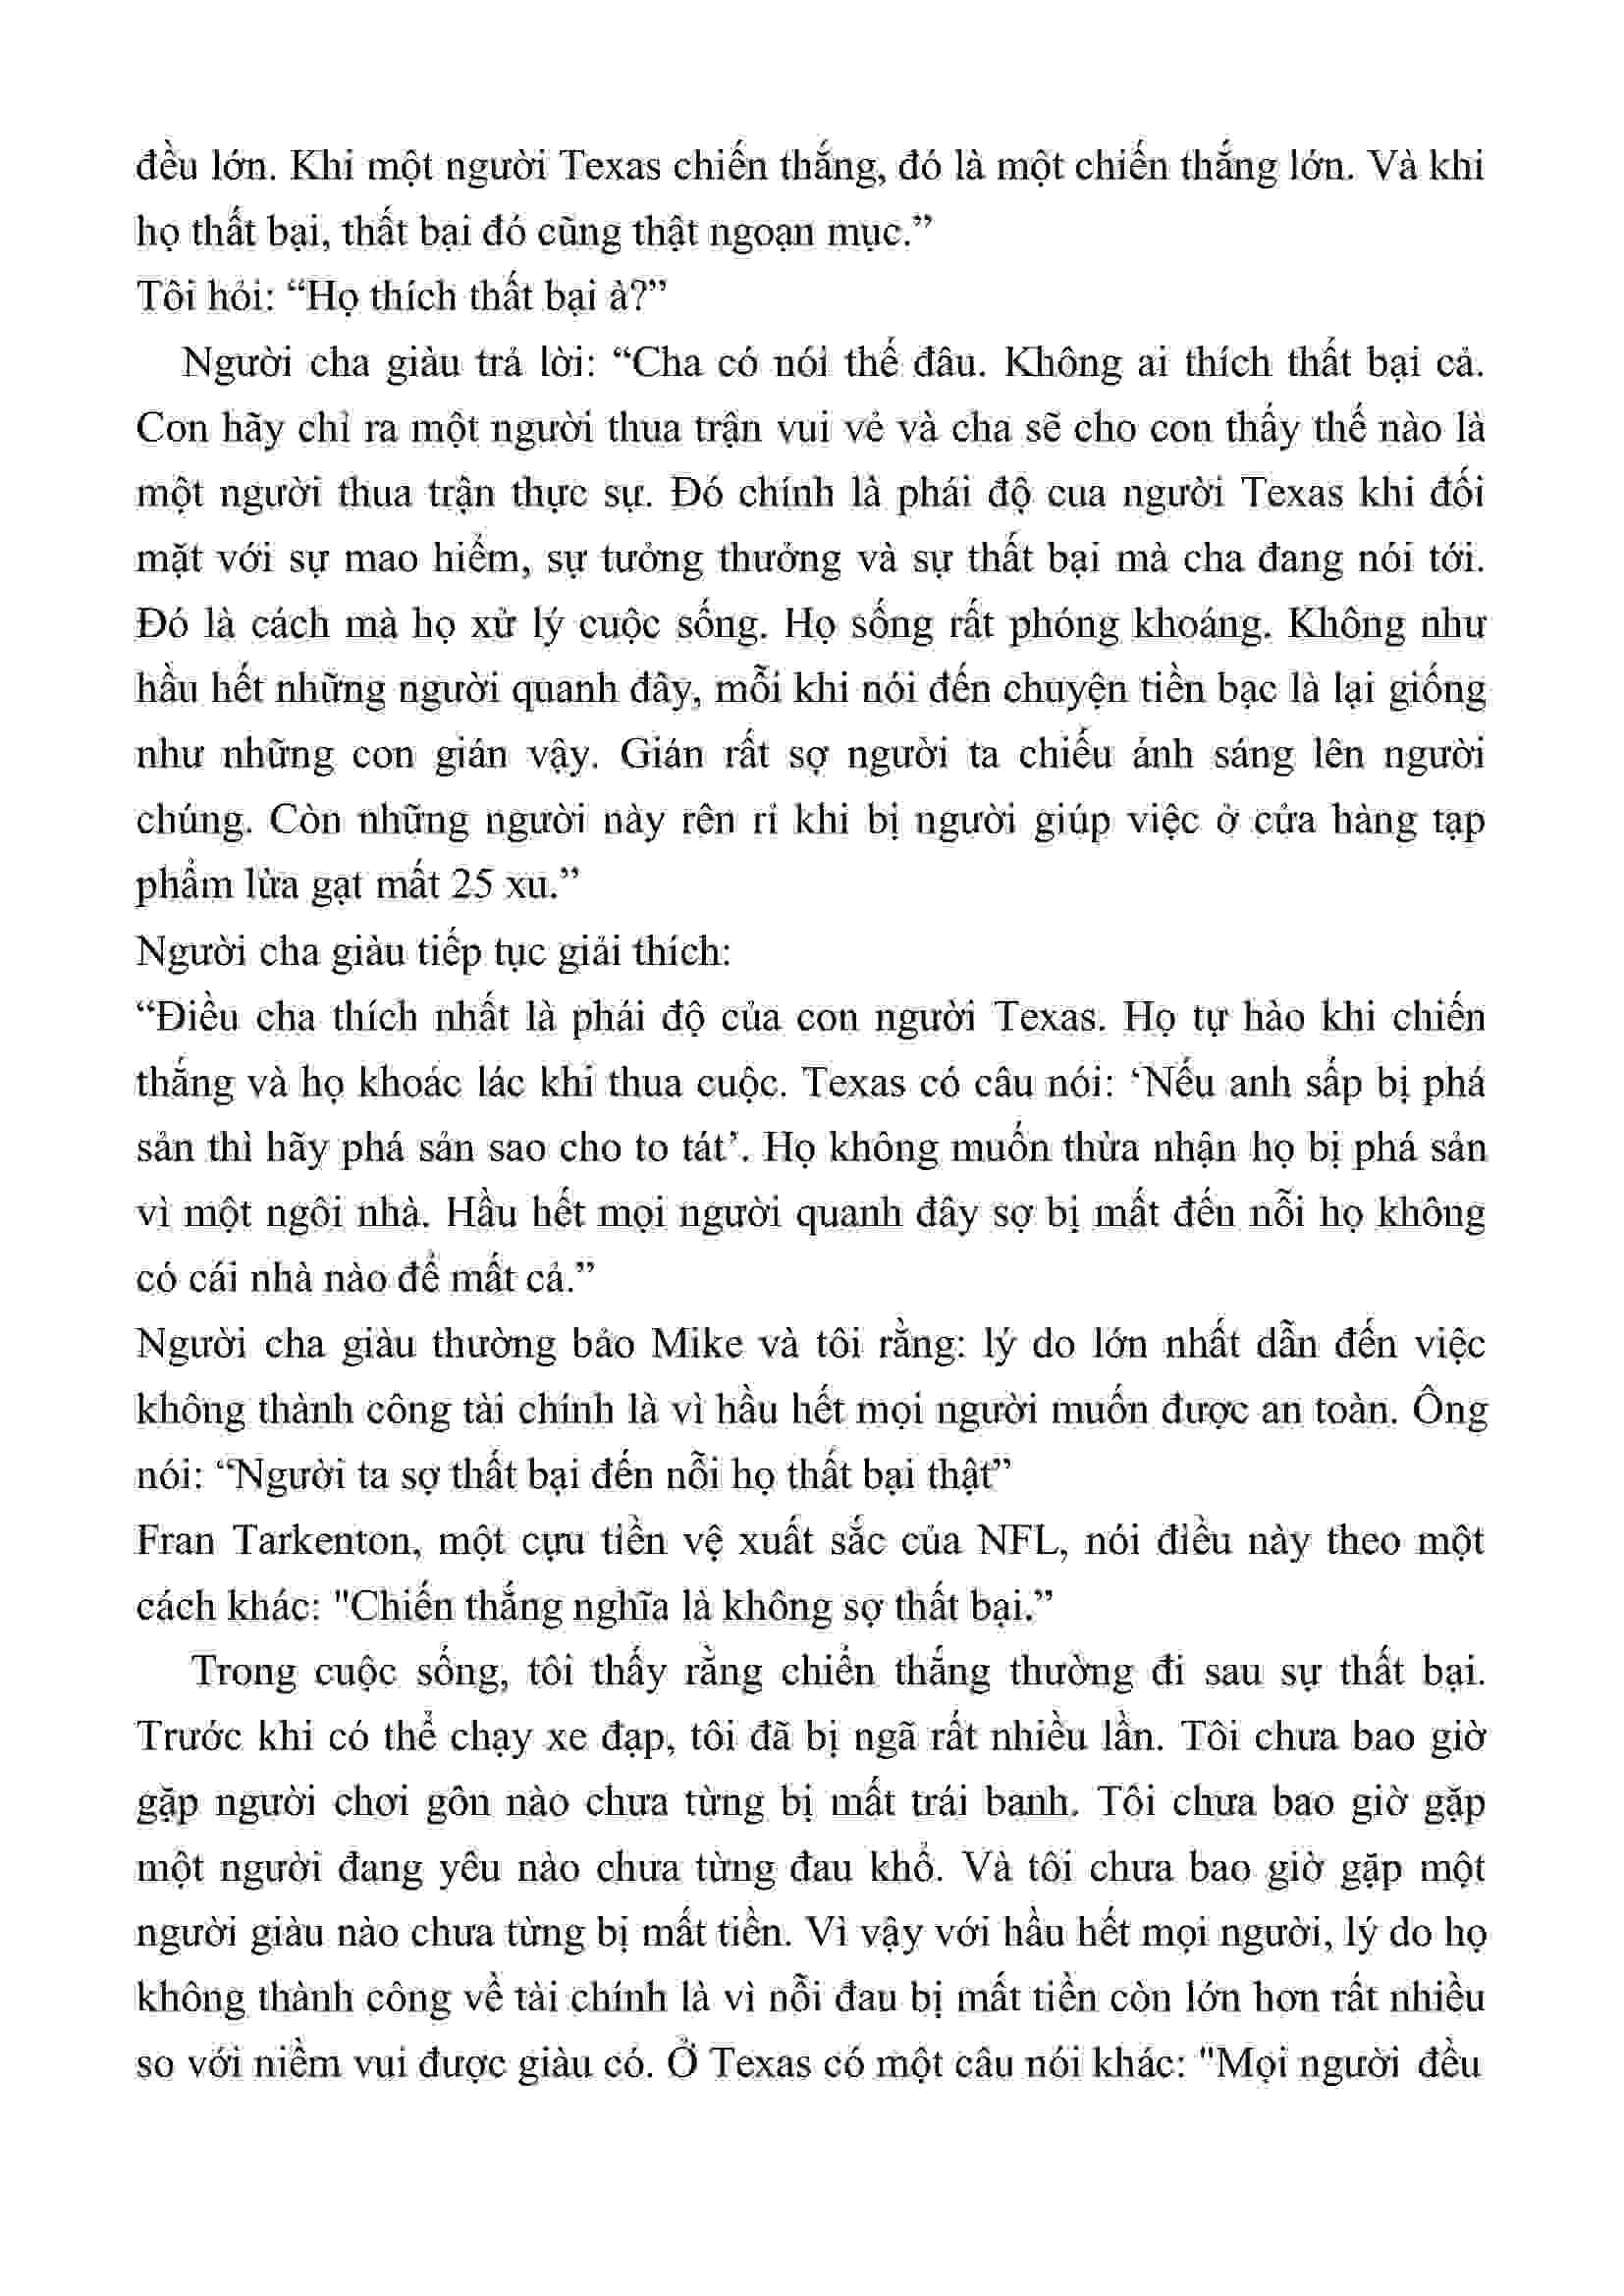 đều lớn. Khi một người Texas chiến thắng, đó là một chiến thắng lớn. Và khi
họ thất bại, thất bại đó cũng thật ngoạn mục.”
Tôi hỏi: “Họ thích thất bại à?”
Người cha giàu trả lời: “Cha có nói thế đâu. Không ai thích thất bại cả.
Con hãy chỉ ra một người thua trận vui vẻ và cha sẽ cho con thấy thế nào là
một người thua trận thực sự. Đó chính là phái độ cua người Texas khi đối
mặt với sự mao hiểm, sự tưởng thưởng và sự thất bại mà cha đang nói tới.
Đó là cách mà họ xử lý cuộc sống. Họ sống rất phóng khoáng. Không như
hầu hết những người quanh đây, mỗi khi nói đến chuyện tiền bạc là lại giống
như những con gián vậy. Gián rất sợ người ta chiếu ánh sáng lên người
chúng. Còn những người này rên rỉ khi bị người giúp việc ở cửa hàng tạp
phẩm lừa gạt mất 25 xu.”
Người cha giàu tiếp tục giải thích:
“Điều cha thích nhất là phái độ của con người Texas. Họ tự hào khi chiến
thắng và họ khoác lác khi thua cuộc. Texas có câu nói: ‘Nếu anh sắp bị phá
sản thì hãy phá sản sao cho to tát’. Họ không muốn thừa nhận họ bị phá sản
vì một ngôi nhà. Hầu hết mọi người quanh đây sợ bị mất đến nỗi họ không
có cái nhà nào để mất cả.”
Người cha giàu thường bảo Mike và tôi rằng: lý do lớn nhất dẫn đến việc
không thành công tài chính là vì hầu hết mọi người muốn được an toàn. Ông
nói: “Người ta sợ thất bại đến nỗi họ thất bại thật”
Fran Tarkenton, một cựu tiền vệ xuất sắc của NFL, nói điều này theo một
cách khác: "Chiến thắng nghĩa là không sợ thất bại.”
Trong cuộc sống, tôi thấy rằng chiến thắng thường đi sau sự thất bại.
Trước khi có thể chạy xe đạp, tôi đã bị ngã rất nhiều lần. Tôi chưa bao giờ
gặp người chơi gôn nào chưa từng bị mất trái banh. Tôi chưa bao giờ gặp
một người đang yêu nào chưa từng đau khổ. Và tôi chưa bao giờ gặp một
người giàu nào chưa từng bị mất tiền. Vì vậy với hầu hết mọi người, lý do họ
không thành công về tài chính là vì nỗi đau bị mất tiền còn lớn hơn rất nhiều
so với niềm vui được giàu có. Ở Texas có một câu nói khác: "Mọi người đều